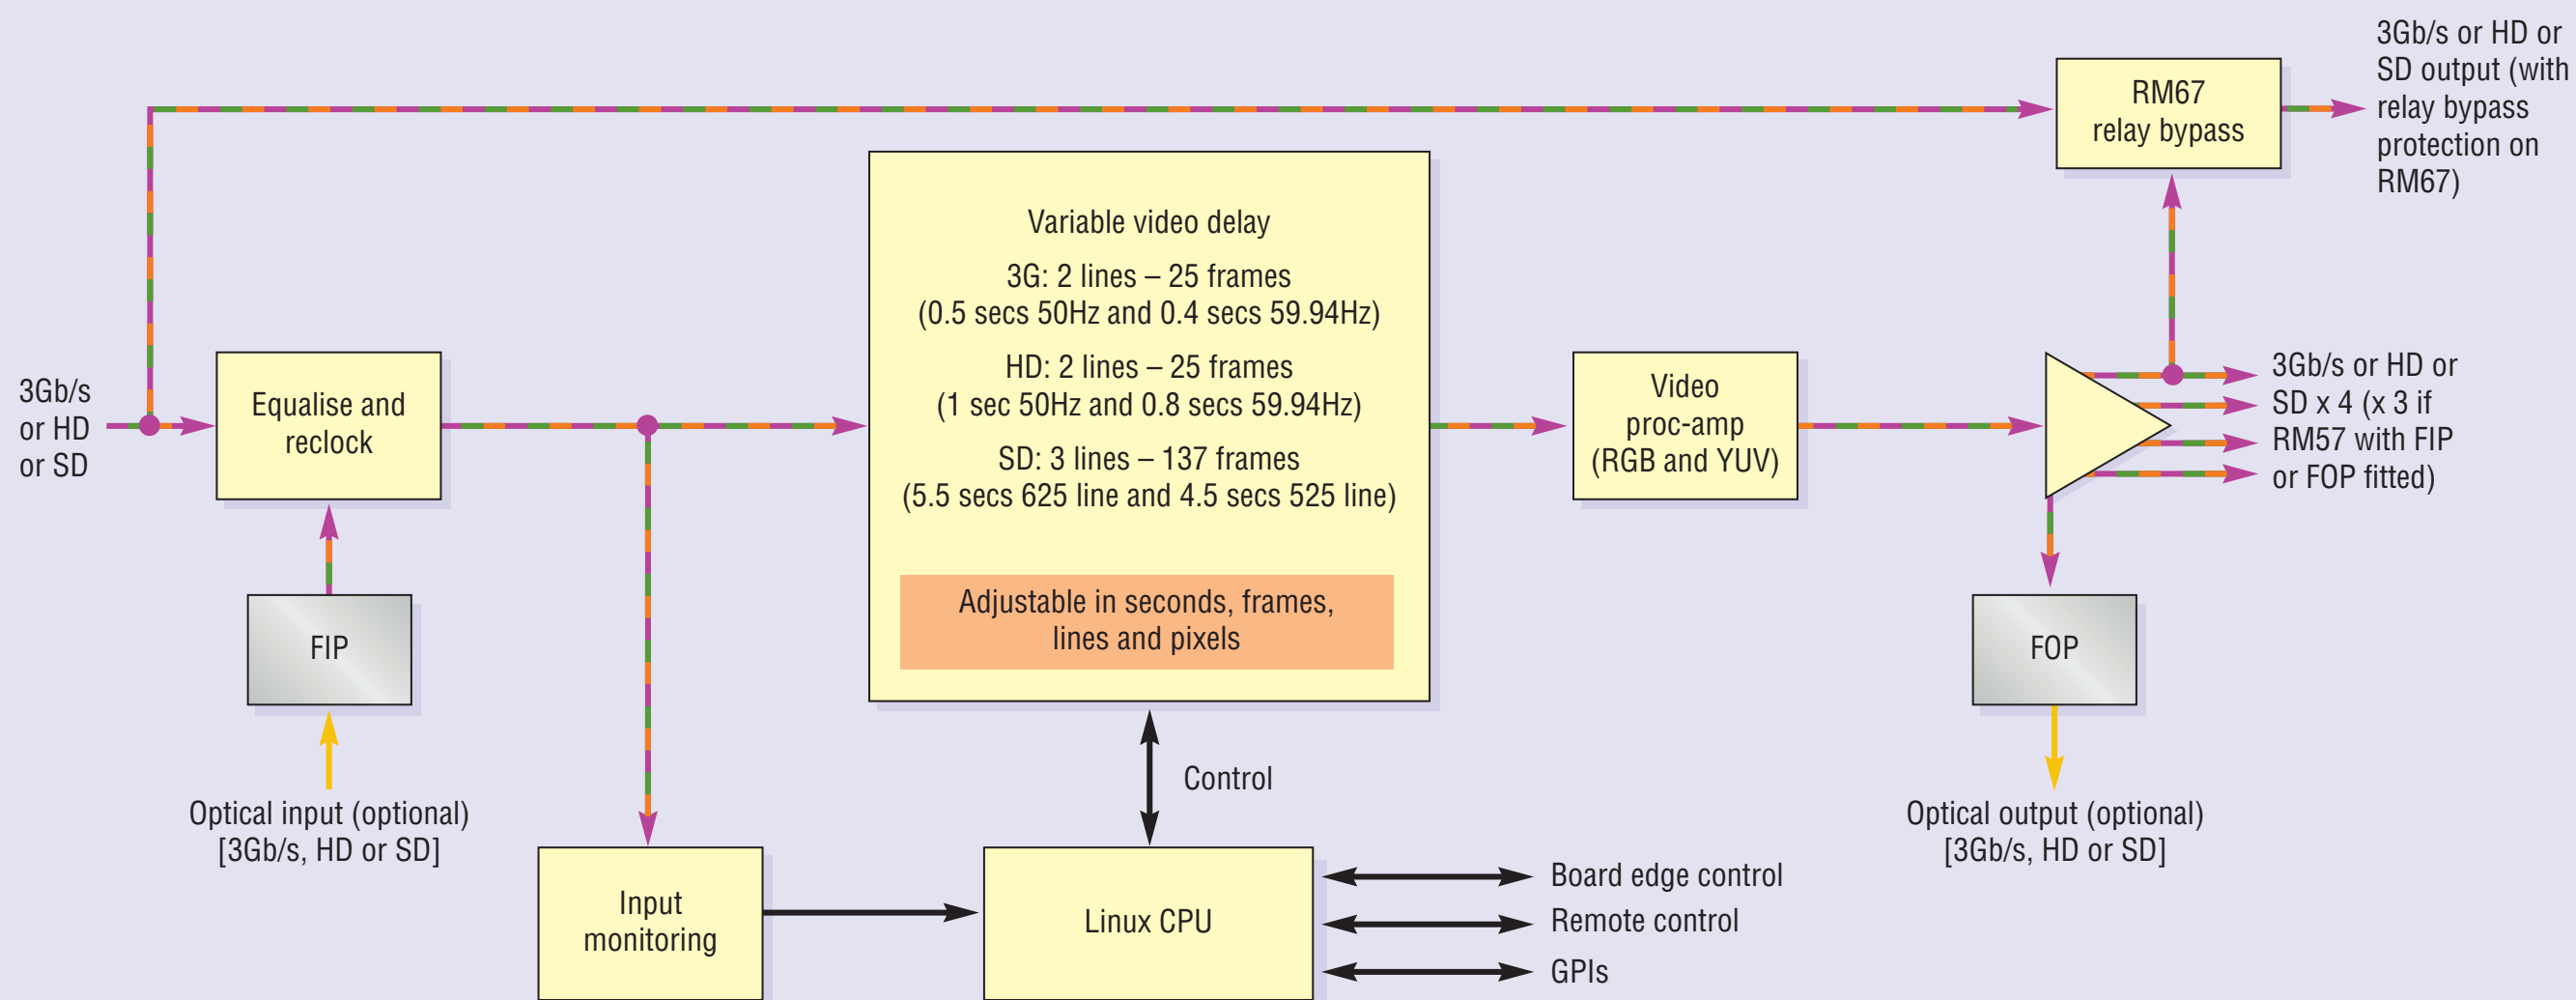 3Gb/s or HD or
SD output (with
relay bypass
protection on
RM67)
RM67
relay bypass
Variable video delay
3G: 2 lines – 25 frames
(0.5 secs 50Hz and 0.4 secs 59.94Hz)
HD: 2 lines – 25 frames
(1 sec 50Hz and 0.8 secs 59.94Hz)
SD: 3 lines – 137 frames
(5.5 secs 625 line and 4.5 secs 525 line)
Adjustable in seconds, frames,
lines and pixels
3Gb/s
or HD
or SD
Equalise and
reclock
Video
proc-amp
(RGB and YUV)
3Gb/s or HD or
SD x 4 (x 3 if
RM57 with FIP
or FOP fitted)
FIP
FOP
Optical input (optional)
[3Gb/s, HD or SD]
Control
Optical output (optional)
[3Gb/s, HD or SD]
Input
monitoring
Linux CPU
Board edge control
Remote control
GPIs